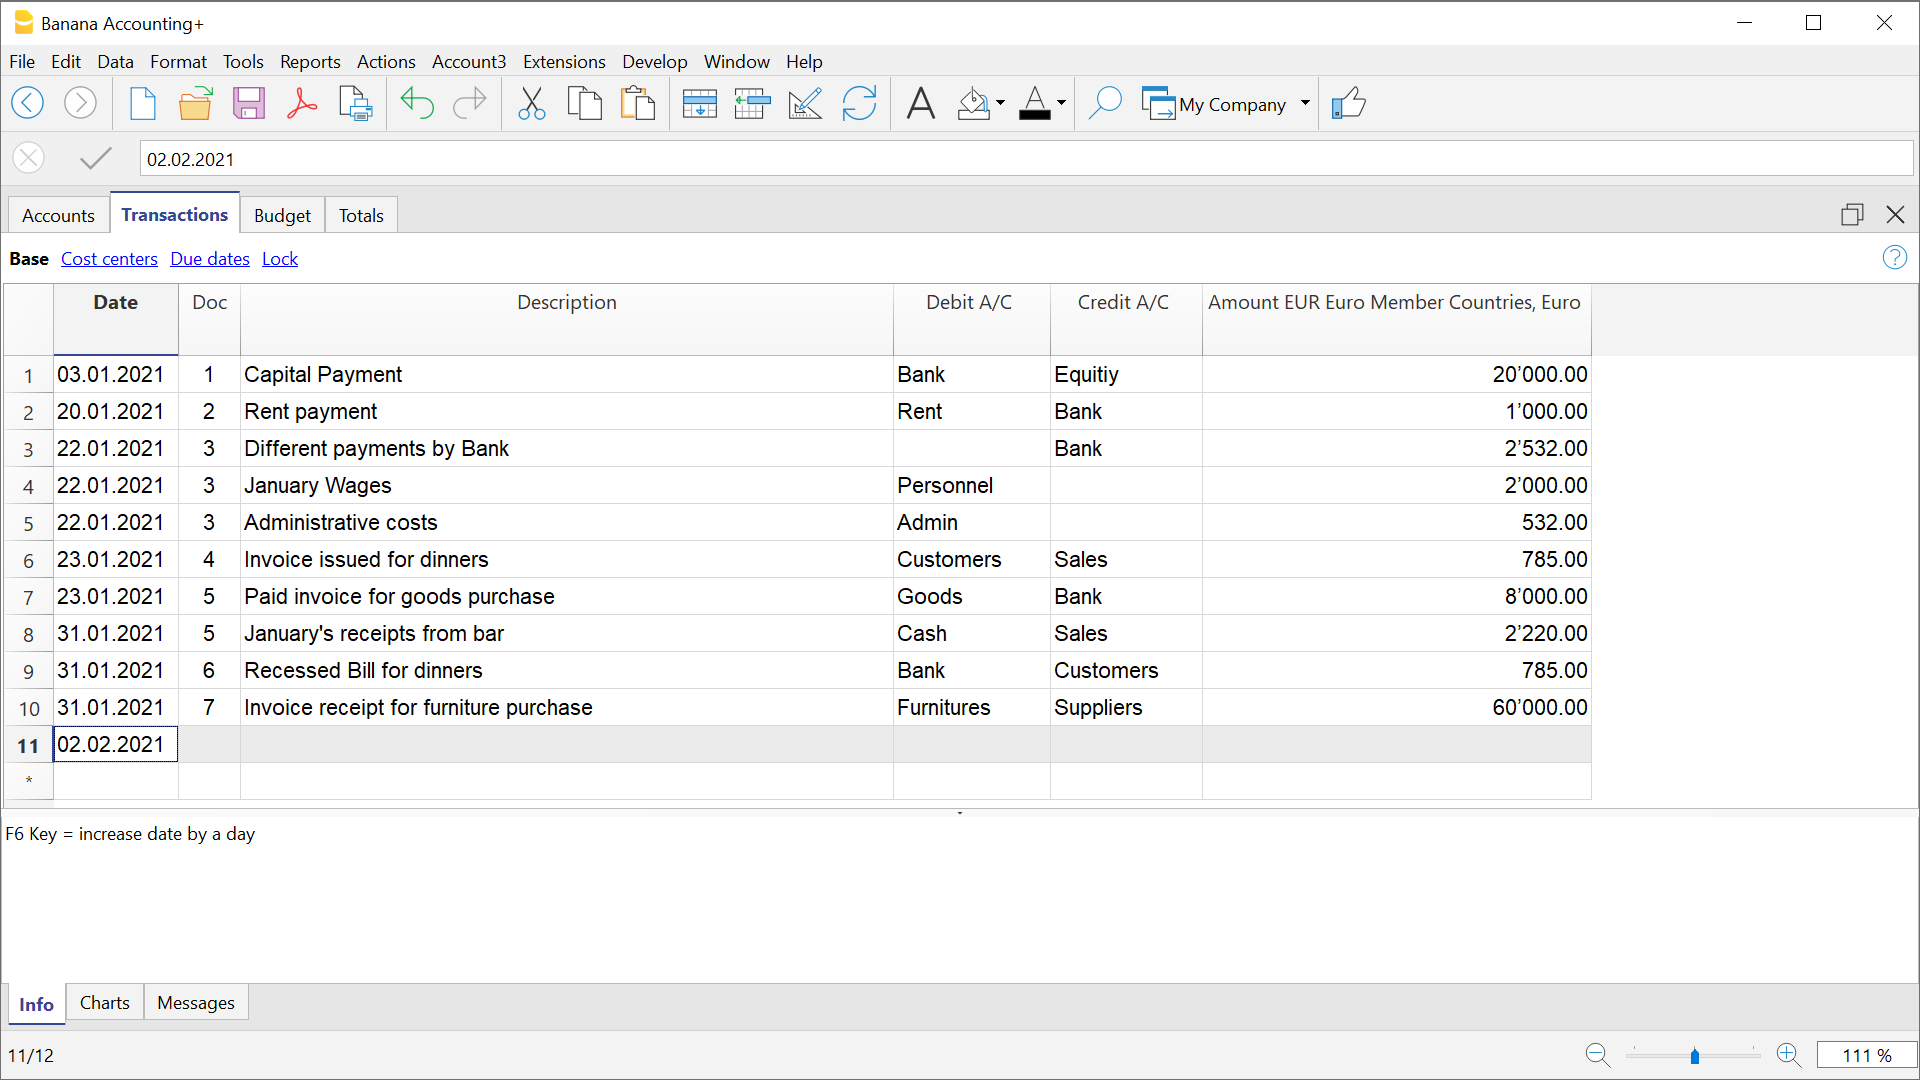 Banana Accounting+
File Edit Data Format Tools Reports Actions Account3 Extensions Develop Window Help
My Company
02.02.2021
Accounts Transactions Budget Totals
Base Cost centers Due dates Lock
Date Doc Description Debit A/C Credit A/C Amount EUR Euro Member Countries, Euro
1 03.01.2021 1 Capital Payment Bank Equitiy 20’000.00
2 20.01.2021 2 Rent payment Rent Bank 1’000.00
3 22.01.2021 3 Different payments by Bank Bank 2’532.00
4 22.01.2021 3 January Wages Personnel 2’000.00
5 22.01.2021 3 Administrative costs Admin 532.00
6 23.01.2021 4 Invoice issued for dinners Customers Sales 785.00
7 23.01.2021 5 Paid invoice for goods purchase Goods Bank 8’000.00
8 31.01.2021 5 January's receipts from bar Cash Sales 2’220.00
9 31.01.2021 6 Recessed Bill for dinners Bank Customers 785.00
10 31.01.2021 7 Invoice receipt for furniture purchase Furnitures Suppliers 60’000.00
11 02.02.2021
*
F6 Key = increase date by a day
Info Charts Messages
11/12 111 %